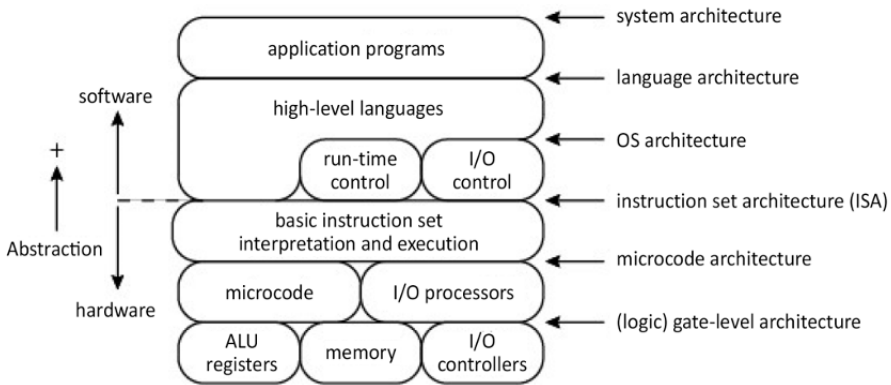 system architecture
application programs
language architecture
software
high-level languages
OS architecture
+
run-time
control
I/O
control
instruction set architecture (ISA)
basic instruction set
interpretation and execution
Abstraction
microcode architecture
hardware
microcode
I/O processors
(logic) gate-level architecture
ALU
registers
memory
I/O
controllers